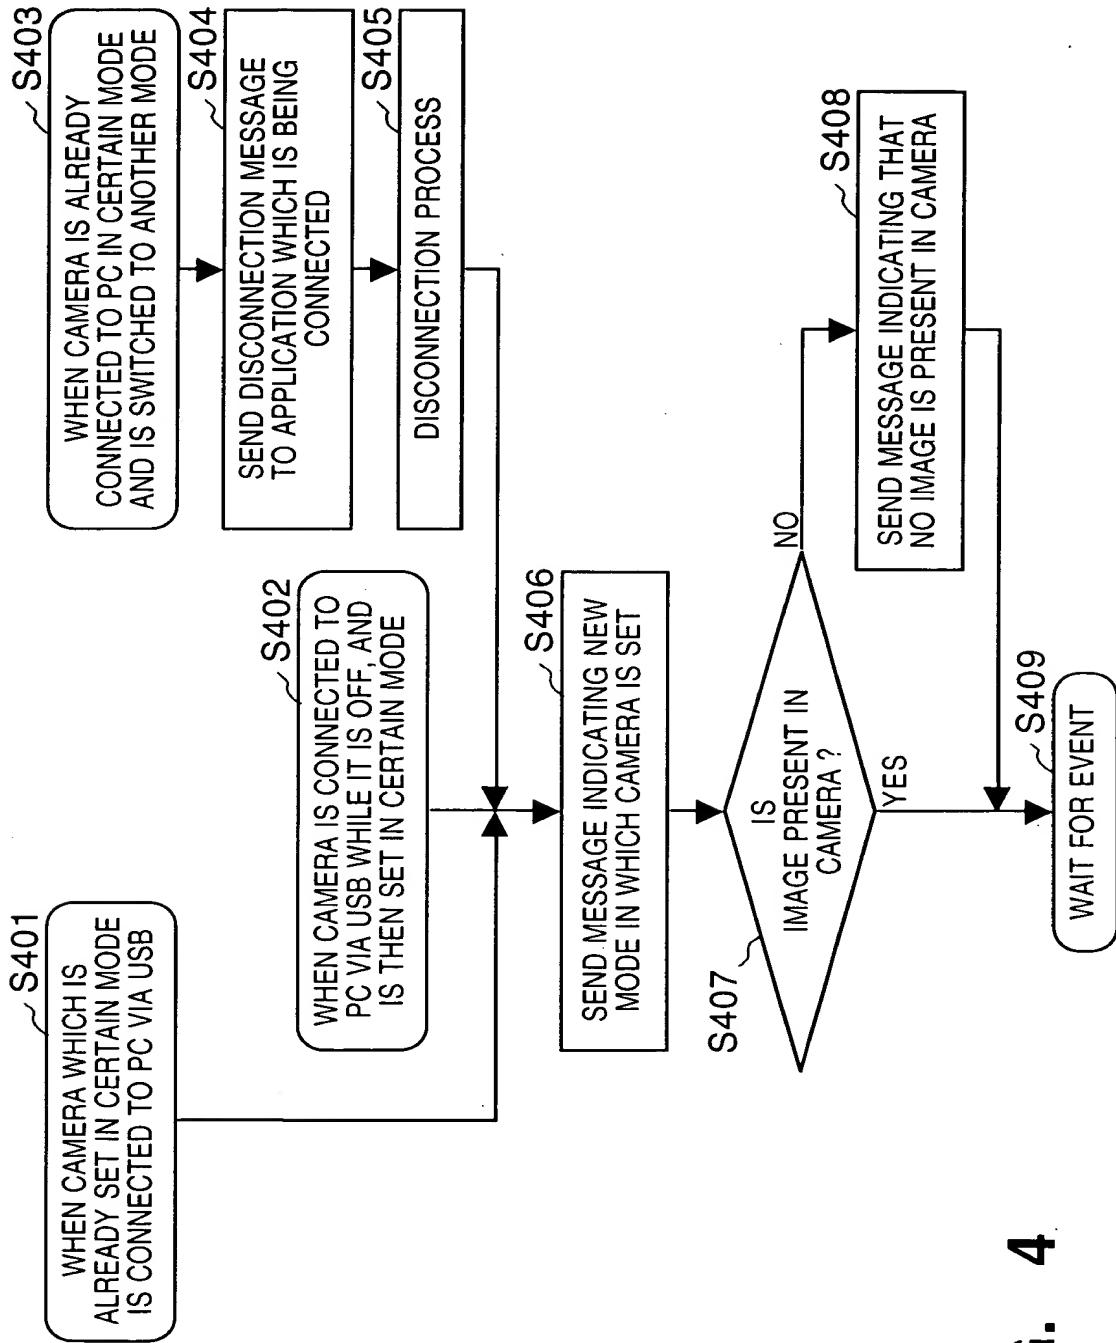 S401
WHEN CAMERA WHICH IS
ALREADY SET IN CERTAIN MODE
IS CONNECTED TO PC VIA USB
S402
WHEN CAMERA IS CONNECTED TO
PC VIA USB WHILE IT IS OFF, AND
IS THEN SET IN CERTAIN MODE
S403
WHEN CAMERA IS ALREADY
CONNECTED TO PC IN CERTAIN MODE
AND IS SWITCHED TO ANOTHER MODE
S404
SEND DISCONNECTION MESSAGE
TO APPLICATION WHICH IS BEING
CONNECTED
S405
DISCONNECTION PROCESS
S406
SEND MESSAGE INDICATING NEW
MODE IN WHICH CAMERA IS SET
S407
IS
IMAGE PRESENT IN
CAMERA ?
NO
YES
S408
SEND MESSAGE INDICATING THAT
NO IMAGE IS PRESENT IN CAMERA
S409
WAIT FOR EVENT
4